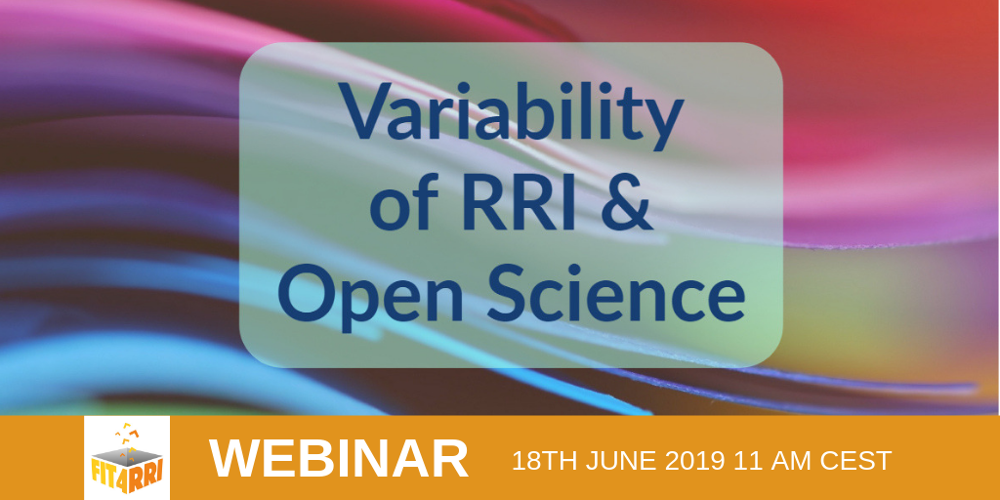 Variability
of RRI &
Open Science
FIT4RRI
WEBINAR
18TH JUNE 2019 11 AM CEST